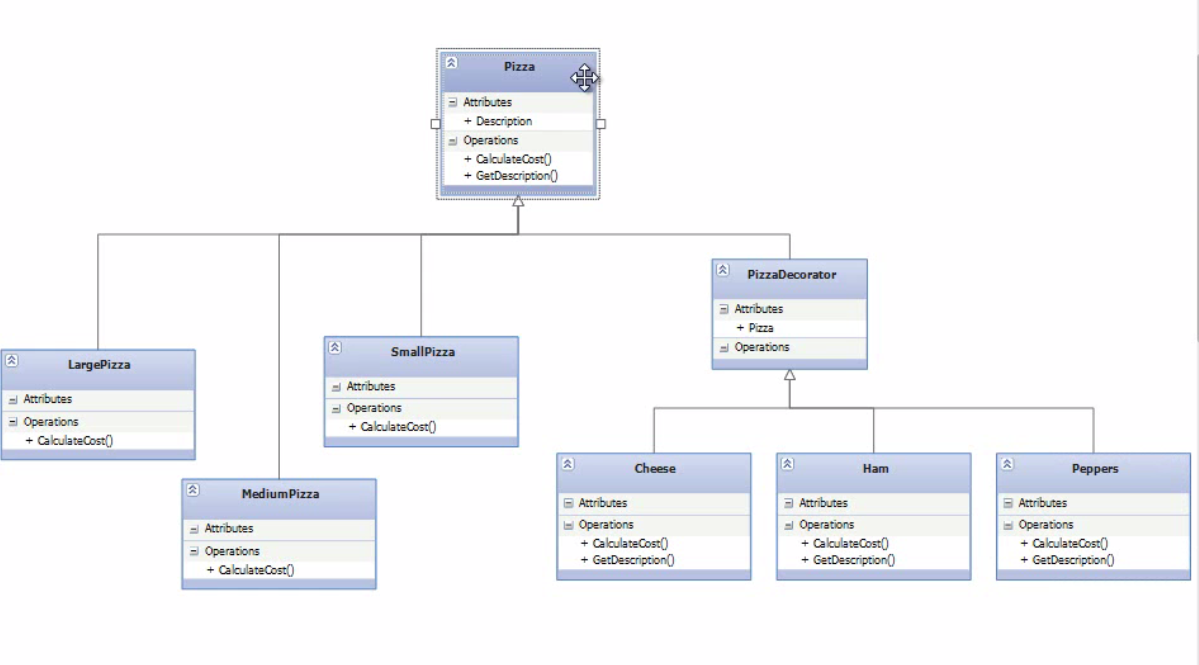 Pizza
Attributes
+ Description
Operations
+ CalculateCost()
+ GetDescription()
PizzaDecorator
Attributes
+ Pizza
Operations
LargePizza
Attributes
Operations
+ CalculateCost()
SmallPizza
Attributes
Operations
+ CalculateCost()
MediumPizza
Attributes
Operations
+ CalculateCost()
Cheese
Attributes
Operations
+ CalculateCost()
+ GetDescription()
Ham
Attributes
Operations
+ CalculateCost()
+ GetDescription()
Peppers
Attributes
Operations
+ CalculateCost()
+ GetDescription()